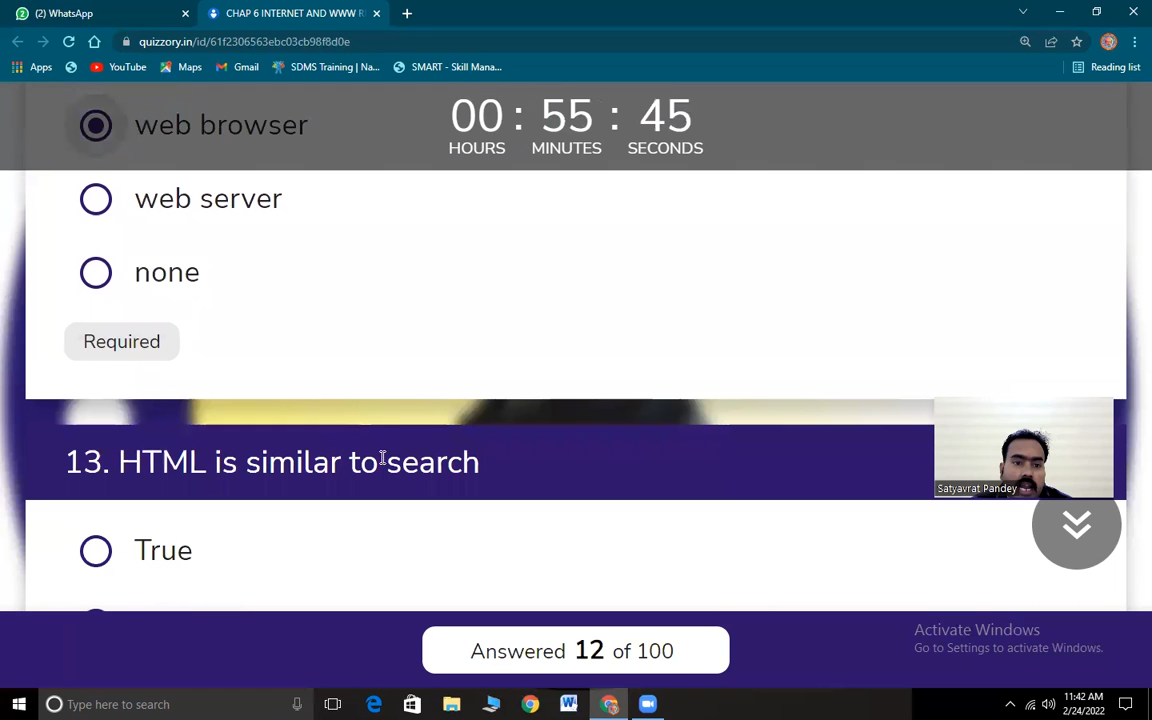 (2) WhatsApp
CHAP 6 INTERNET AND WWW R
quizzory.in/id/61f2306563ebc03cb98f8d0e
Apps
YouTube
Maps
Gmail
SDMS Training | Na...
SMART - Skill Mana...
Reading list
00 : 55 : 45
HOURS MINUTES SECONDS
web browser
web server
none
Required
13. HTML is similar to search
Satyavrat Pandey
True
Answered 12 of 100
Activate Windows
Go to Settings to activate Windows.
Type here to search
11:42 AM
2/24/2022